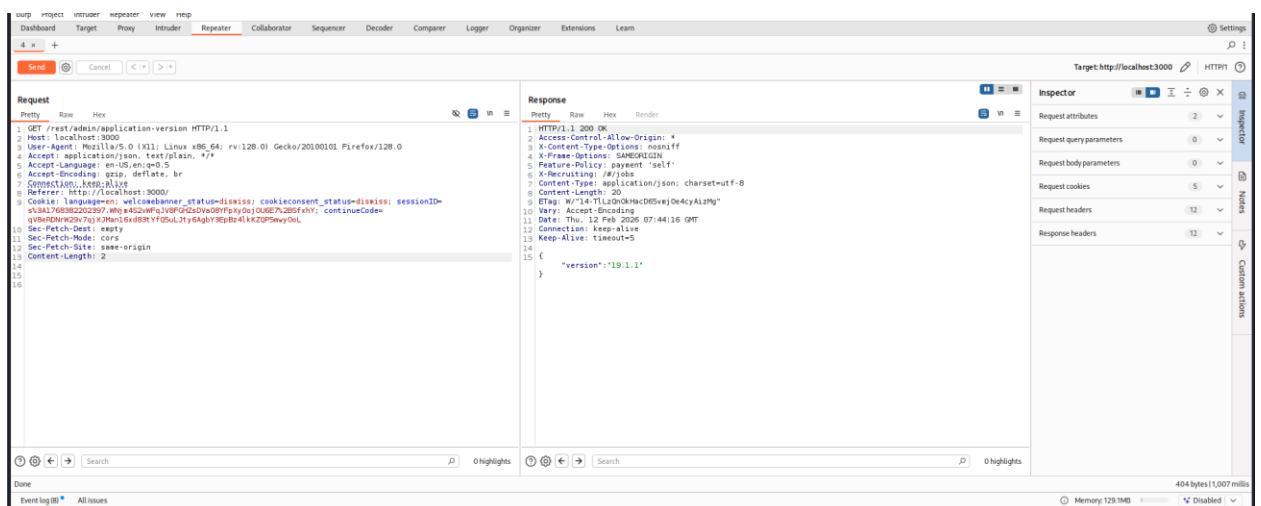 Burp Project Intruder Repeater View Help
Dashboard Target Proxy Intruder Repeater Collaborator Sequencer Decoder Comparer Logger Organizer Extensions Learn Settings
4 × +
Send Cancel < > Target: http://localhost:3000 HTTP/1
Request
Pretty Raw Hex \n
1 GET /rest/admin/application-version HTTP/1.1
2 Host: localhost:3000
3 User-Agent: Mozilla/5.0 (X11; Linux x86_64; rv:128.0) Gecko/20100101 Firefox/128.0
4 Accept: application/json, text/plain, */*
5 Accept-Language: en-US,en;q=0.5
6 Accept-Encoding: gzip, deflate, br
7 Connection: keep-alive
8 Referer: http://localhost:3000/
9 Cookie: language=en; welcomebanner_status=dismiss; cookieconsent_status=dismiss; sessionID=
continueCode=
10 Sec-Fetch-Dest: empty
11 Sec-Fetch-Mode: cors
12 Sec-Fetch-Site: same-origin
13 Content-Length: 2
14
15
16
Search 0 highlights
Response
Pretty Raw Hex Render \n
1 HTTP/1.1 200 OK
2 Access-Control-Allow-Origin: *
3 X-Content-Type-Options: nosniff
4 X-Frame-Options: SAMEORIGIN
5 Feature-Policy: payment 'self'
6 X-Recruiting: /#/jobs
7 Content-Type: application/json; charset=utf-8
8 Content-Length: 20
9 ETag:
10 Vary: Accept-Encoding
11 Date: Thu, 12 Feb 2026 07:44:16 GMT
12 Connection: keep-alive
13 Keep-Alive: timeout=5
14
15 {
"version":"19.1.1"
}
Search 0 highlights
Inspector
Request attributes 2
Request query parameters 0
Request body parameters 0
Request cookies 5
Request headers 12
Response headers 12
Inspector
Notes
Custom actions
Done 404 bytes | 1,007 millis
Event log (8) All issues Memory: 129.1MB Disabled